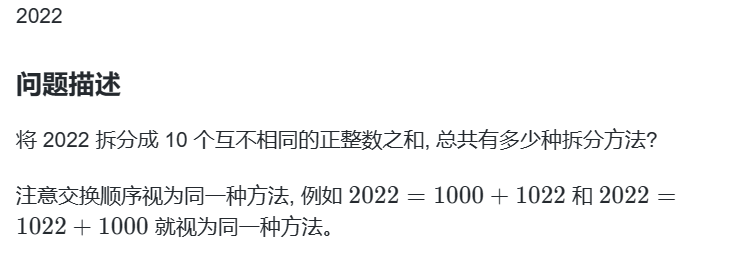 2022
问题描述
将 2022 拆分成 10 个互不相同的正整数之和, 总共有多少种拆分方法?
注意交换顺序视为同一种方法, 例如 2022 = 1000 + 1022 和 2022 =
1022 + 1000 就视为同一种方法。